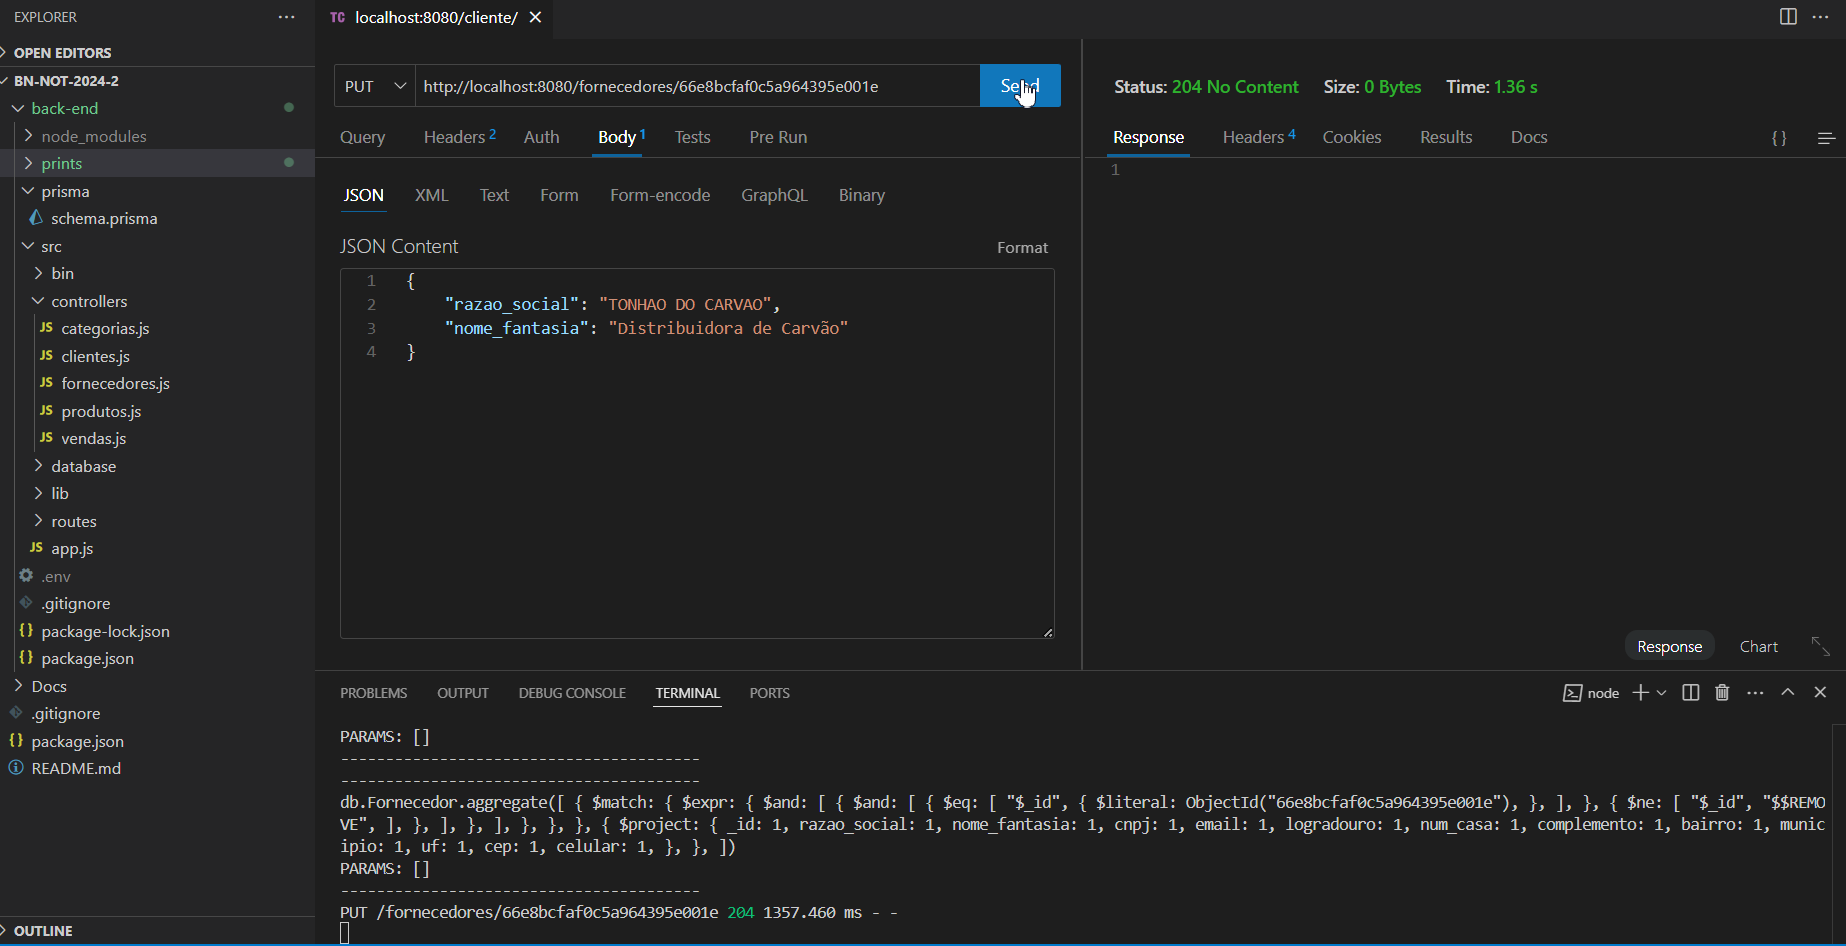 EXPLORER
OPEN EDITORS
BN-NOT-2024-2
back-end
node_modules
prints
prisma
schema.prisma
src
bin
controllers
JS categorias.js
JS clientes.js
JS fornecedores.js
JS produtos.js
JS vendas.js
database
lib
routes
JS app.js
.env
.gitignore
{} package-lock.json
{} package.json
Docs
.gitignore
{} package.json
README.md
OUTLINE
TC localhost:8080/cliente/
PUT http://localhost:8080/fornecedores/66e8bcfaf0c5a964395e001e Send
Query Headers 2 Auth Body 1 Tests Pre Run
JSON XML Text Form Form-encode GraphQL Binary
JSON Content Format
1 {
2 "razao_social": "TONHAO DO CARVAO",
3 "nome_fantasia": "Distribuidora de Carvão"
4 }
Status: 204 No Content Size: 0 Bytes Time: 1.36 s
Response Headers 4 Cookies Results Docs {}
1
Response Chart
PROBLEMS OUTPUT DEBUG CONSOLE TERMINAL PORTS
node
PARAMS: []
----------------------------------------
----------------------------------------
db.Fornecedor.aggregate([ { $match: { $expr: { $and: [ { $and: [ { $eq: [ "$_id", { $literal: ObjectId("66e8bcfaf0c5a964395e001e"), }, ], }, { $ne: [ "$_id", "$$REMO
VE", ], }, ], }, ], }, }, }, { $project: { _id: 1, razao_social: 1, nome_fantasia: 1, cnpj: 1, email: 1, logradouro: 1, num_casa: 1, complemento: 1, bairro: 1, munic
ipio: 1, uf: 1, cep: 1, celular: 1, }, }, ])
PARAMS: []
----------------------------------------
PUT /fornecedores/66e8bcfaf0c5a964395e001e 204 1357.460 ms - -